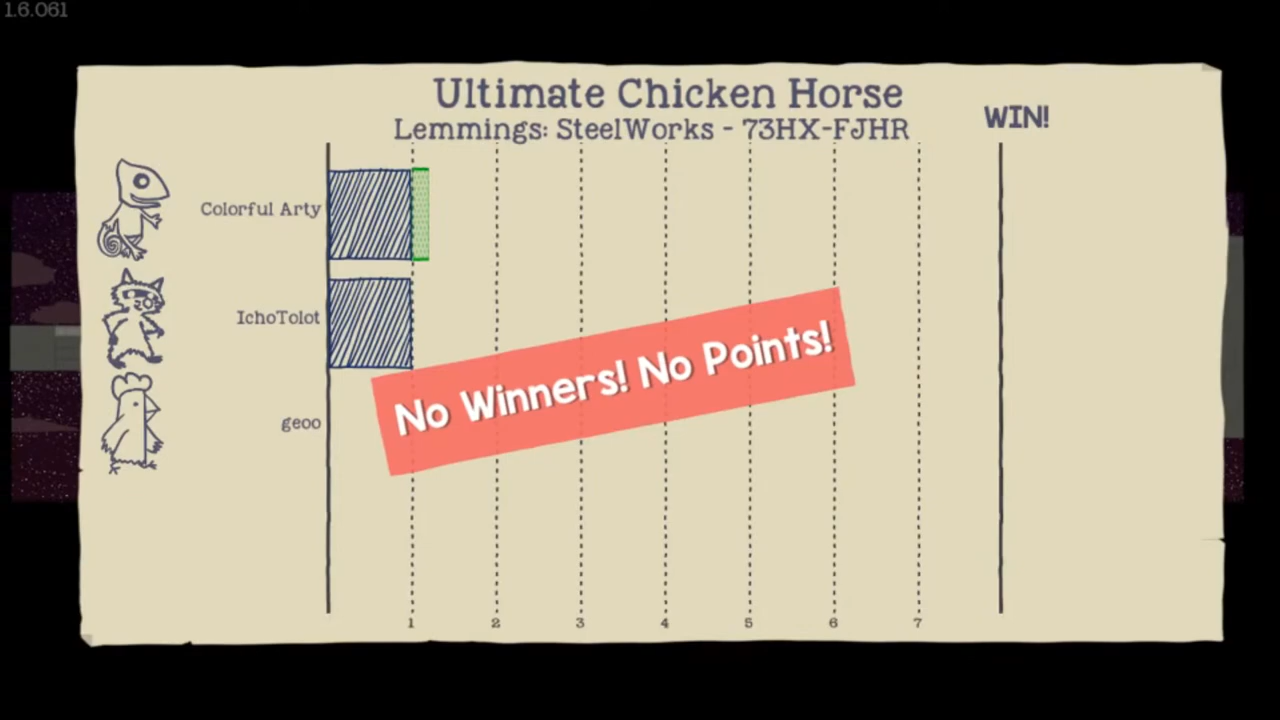 1.6.061
Ultimate Chicken Horse
Lemmings: SteelWorks - 73HX-FJHR
WIN!
Colorful Arty
IchoTolot
No Winners! No Points!
geoo
1 2 3 4 5 6 7